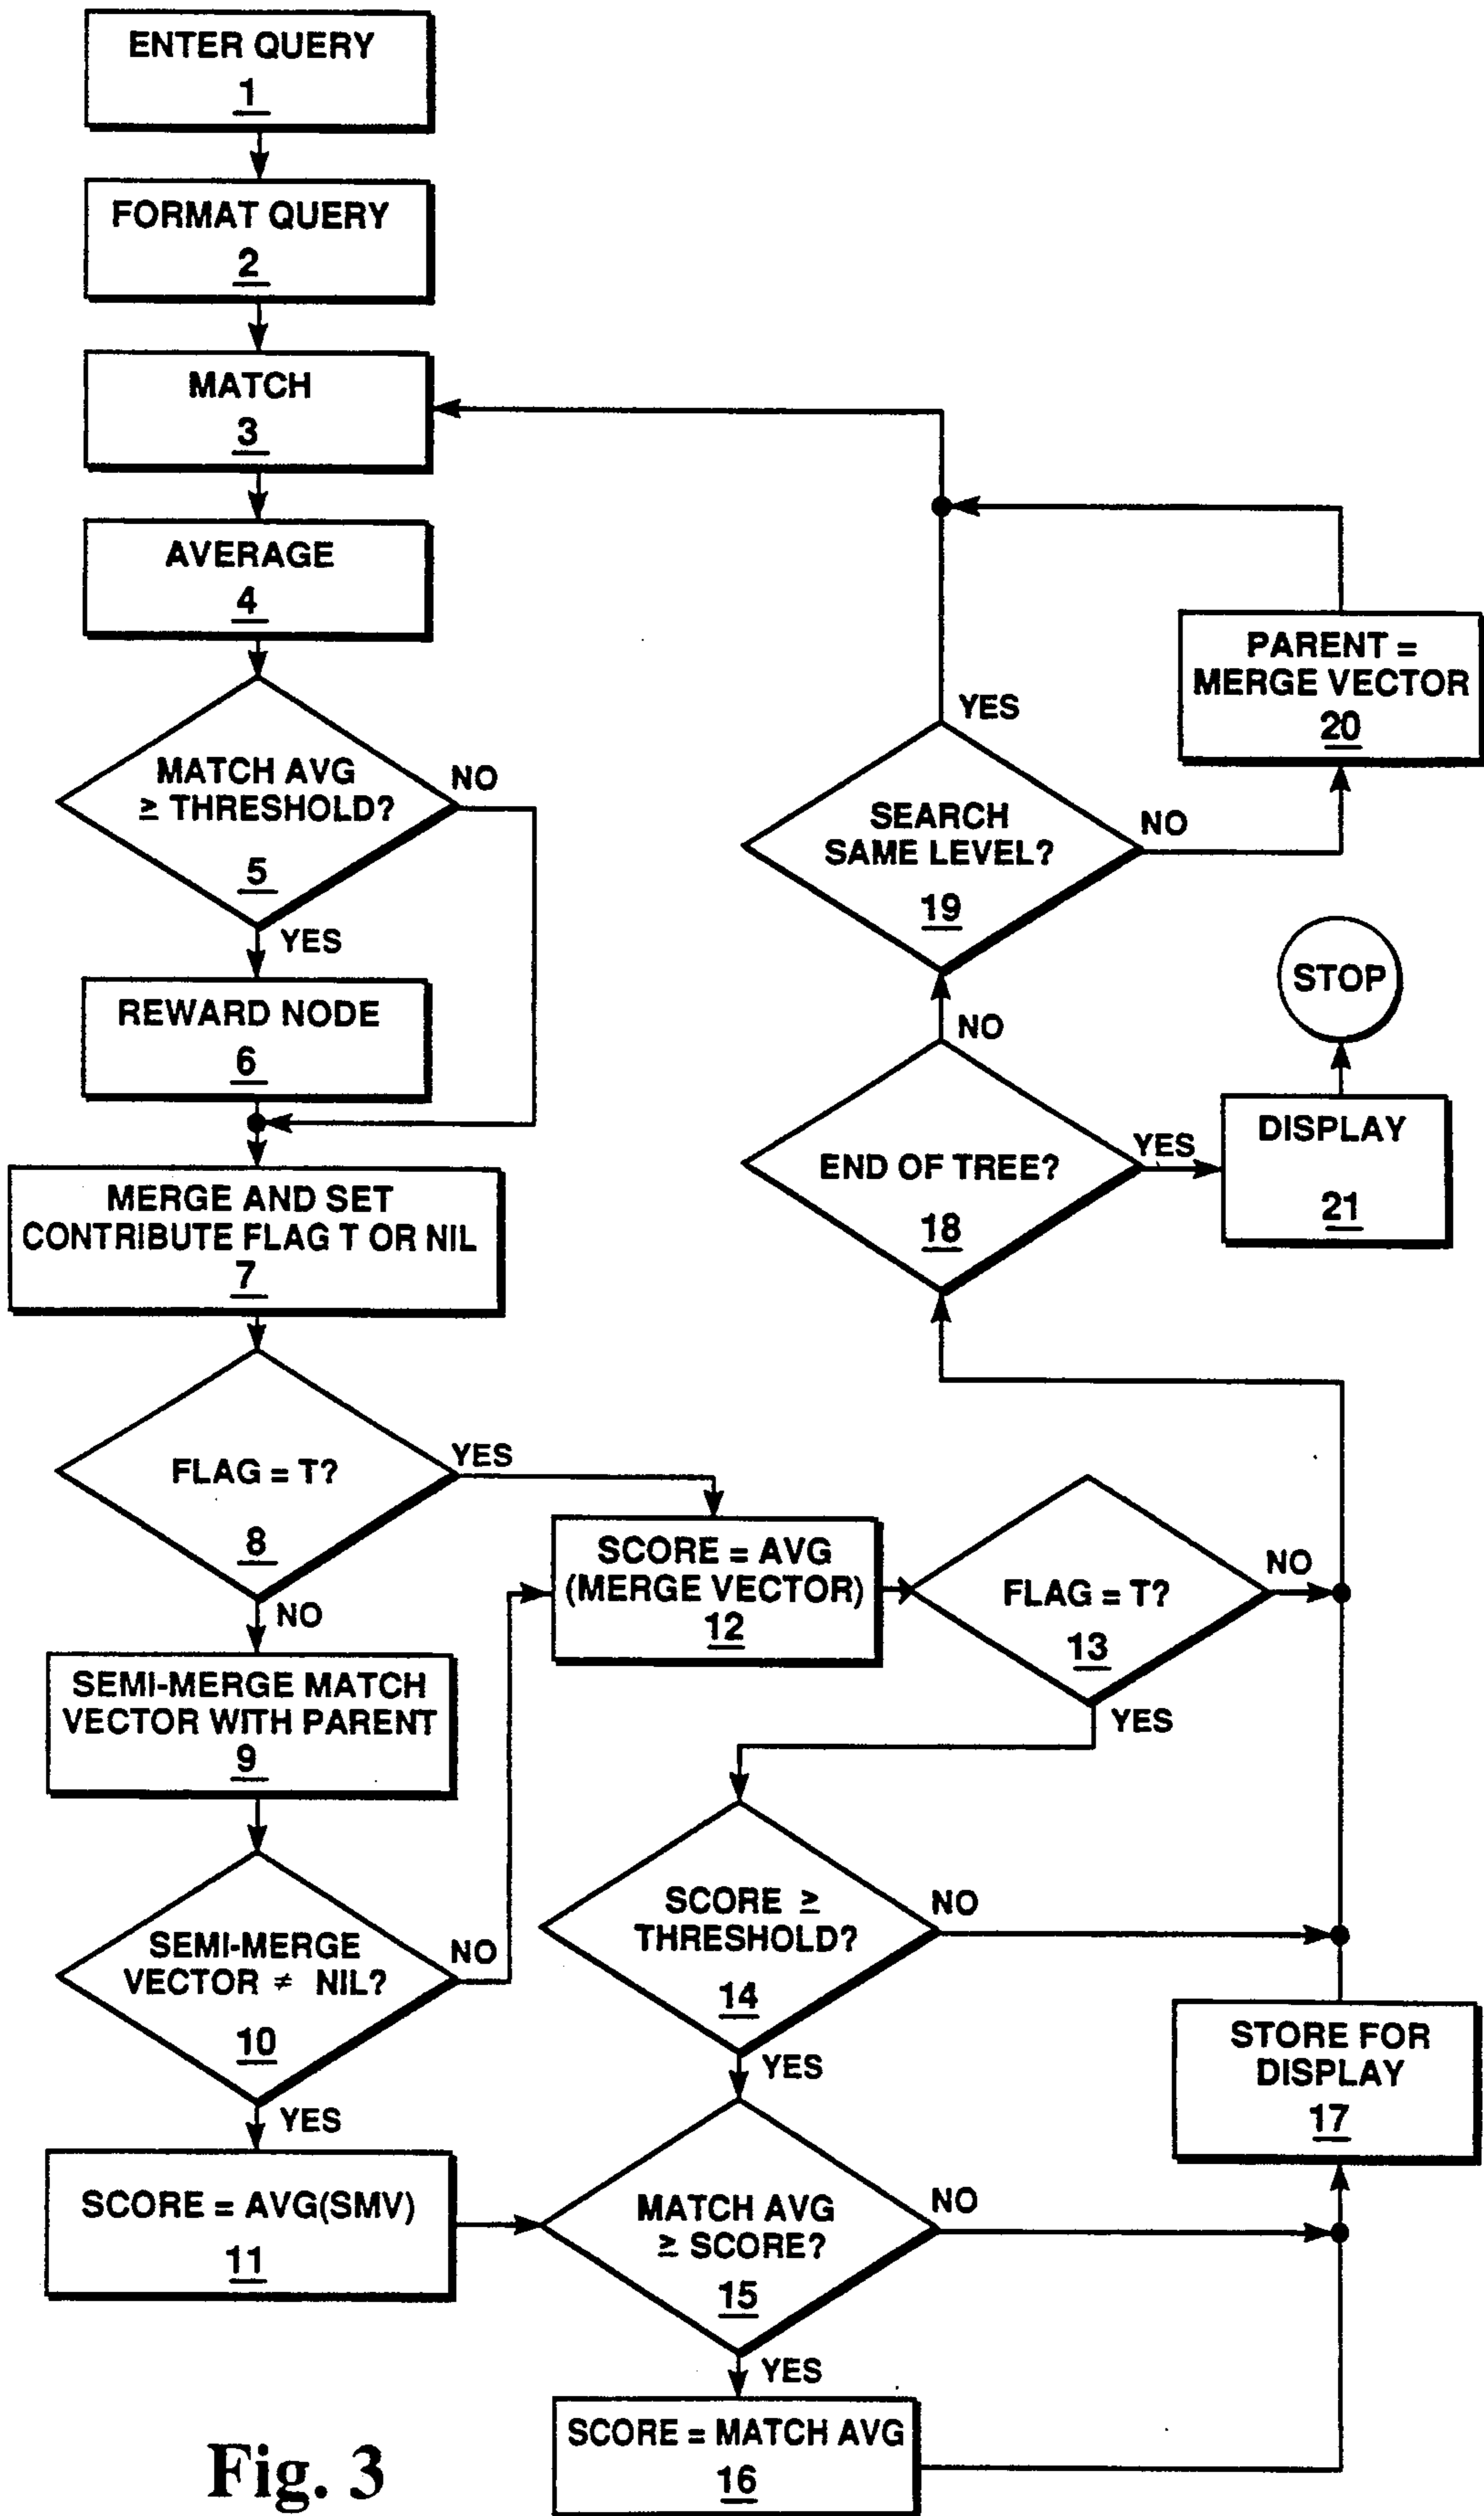 ENTER QUERY
1
FORMAT QUERY
2
MATCH
3
AVERAGE
4
MATCH AVG
≥ THRESHOLD?
5
NO
YES
REWARD NODE
6
MERGE AND SET
CONTRIBUTE FLAG T OR NIL
7
FLAG = T?
8
YES
NO
SEMI-MERGE MATCH
VECTOR WITH PARENT
9
SEMI-MERGE
VECTOR ≠ NIL?
10
NO
YES
SCORE = AVG(SMV)
11
SCORE = AVG
(MERGE VECTOR)
12
FLAG = T?
13
NO
YES
SCORE ≥
THRESHOLD?
14
NO
YES
MATCH AVG
≥ SCORE?
15
NO
YES
SCORE = MATCH AVG
16
STORE FOR
DISPLAY
17
END OF TREE?
18
YES
NO
SEARCH
SAME LEVEL?
19
YES
NO
PARENT =
MERGE VECTOR
20
DISPLAY
21
STOP
Fig. 3